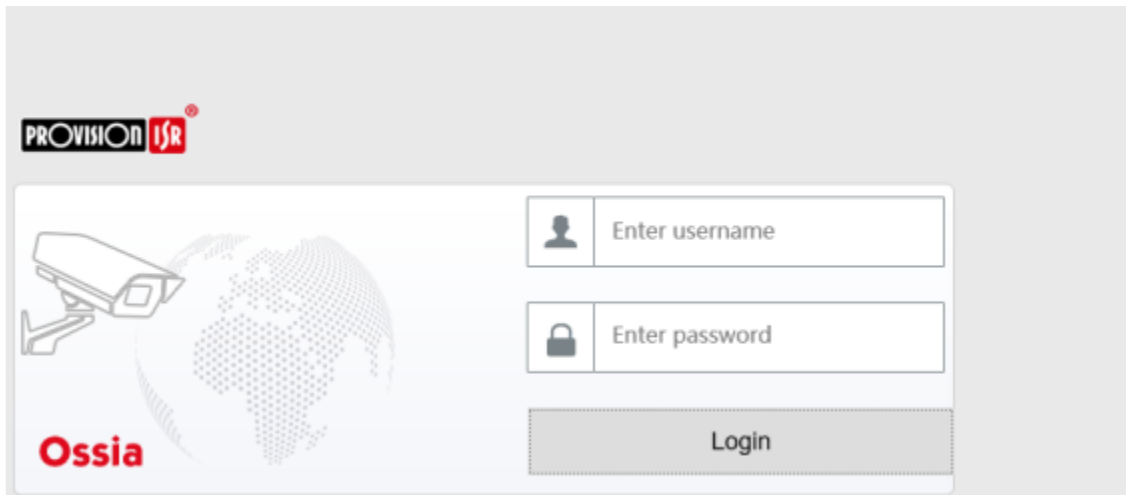 PROVISION ISR®
Enter username
Enter password
Login
Ossia